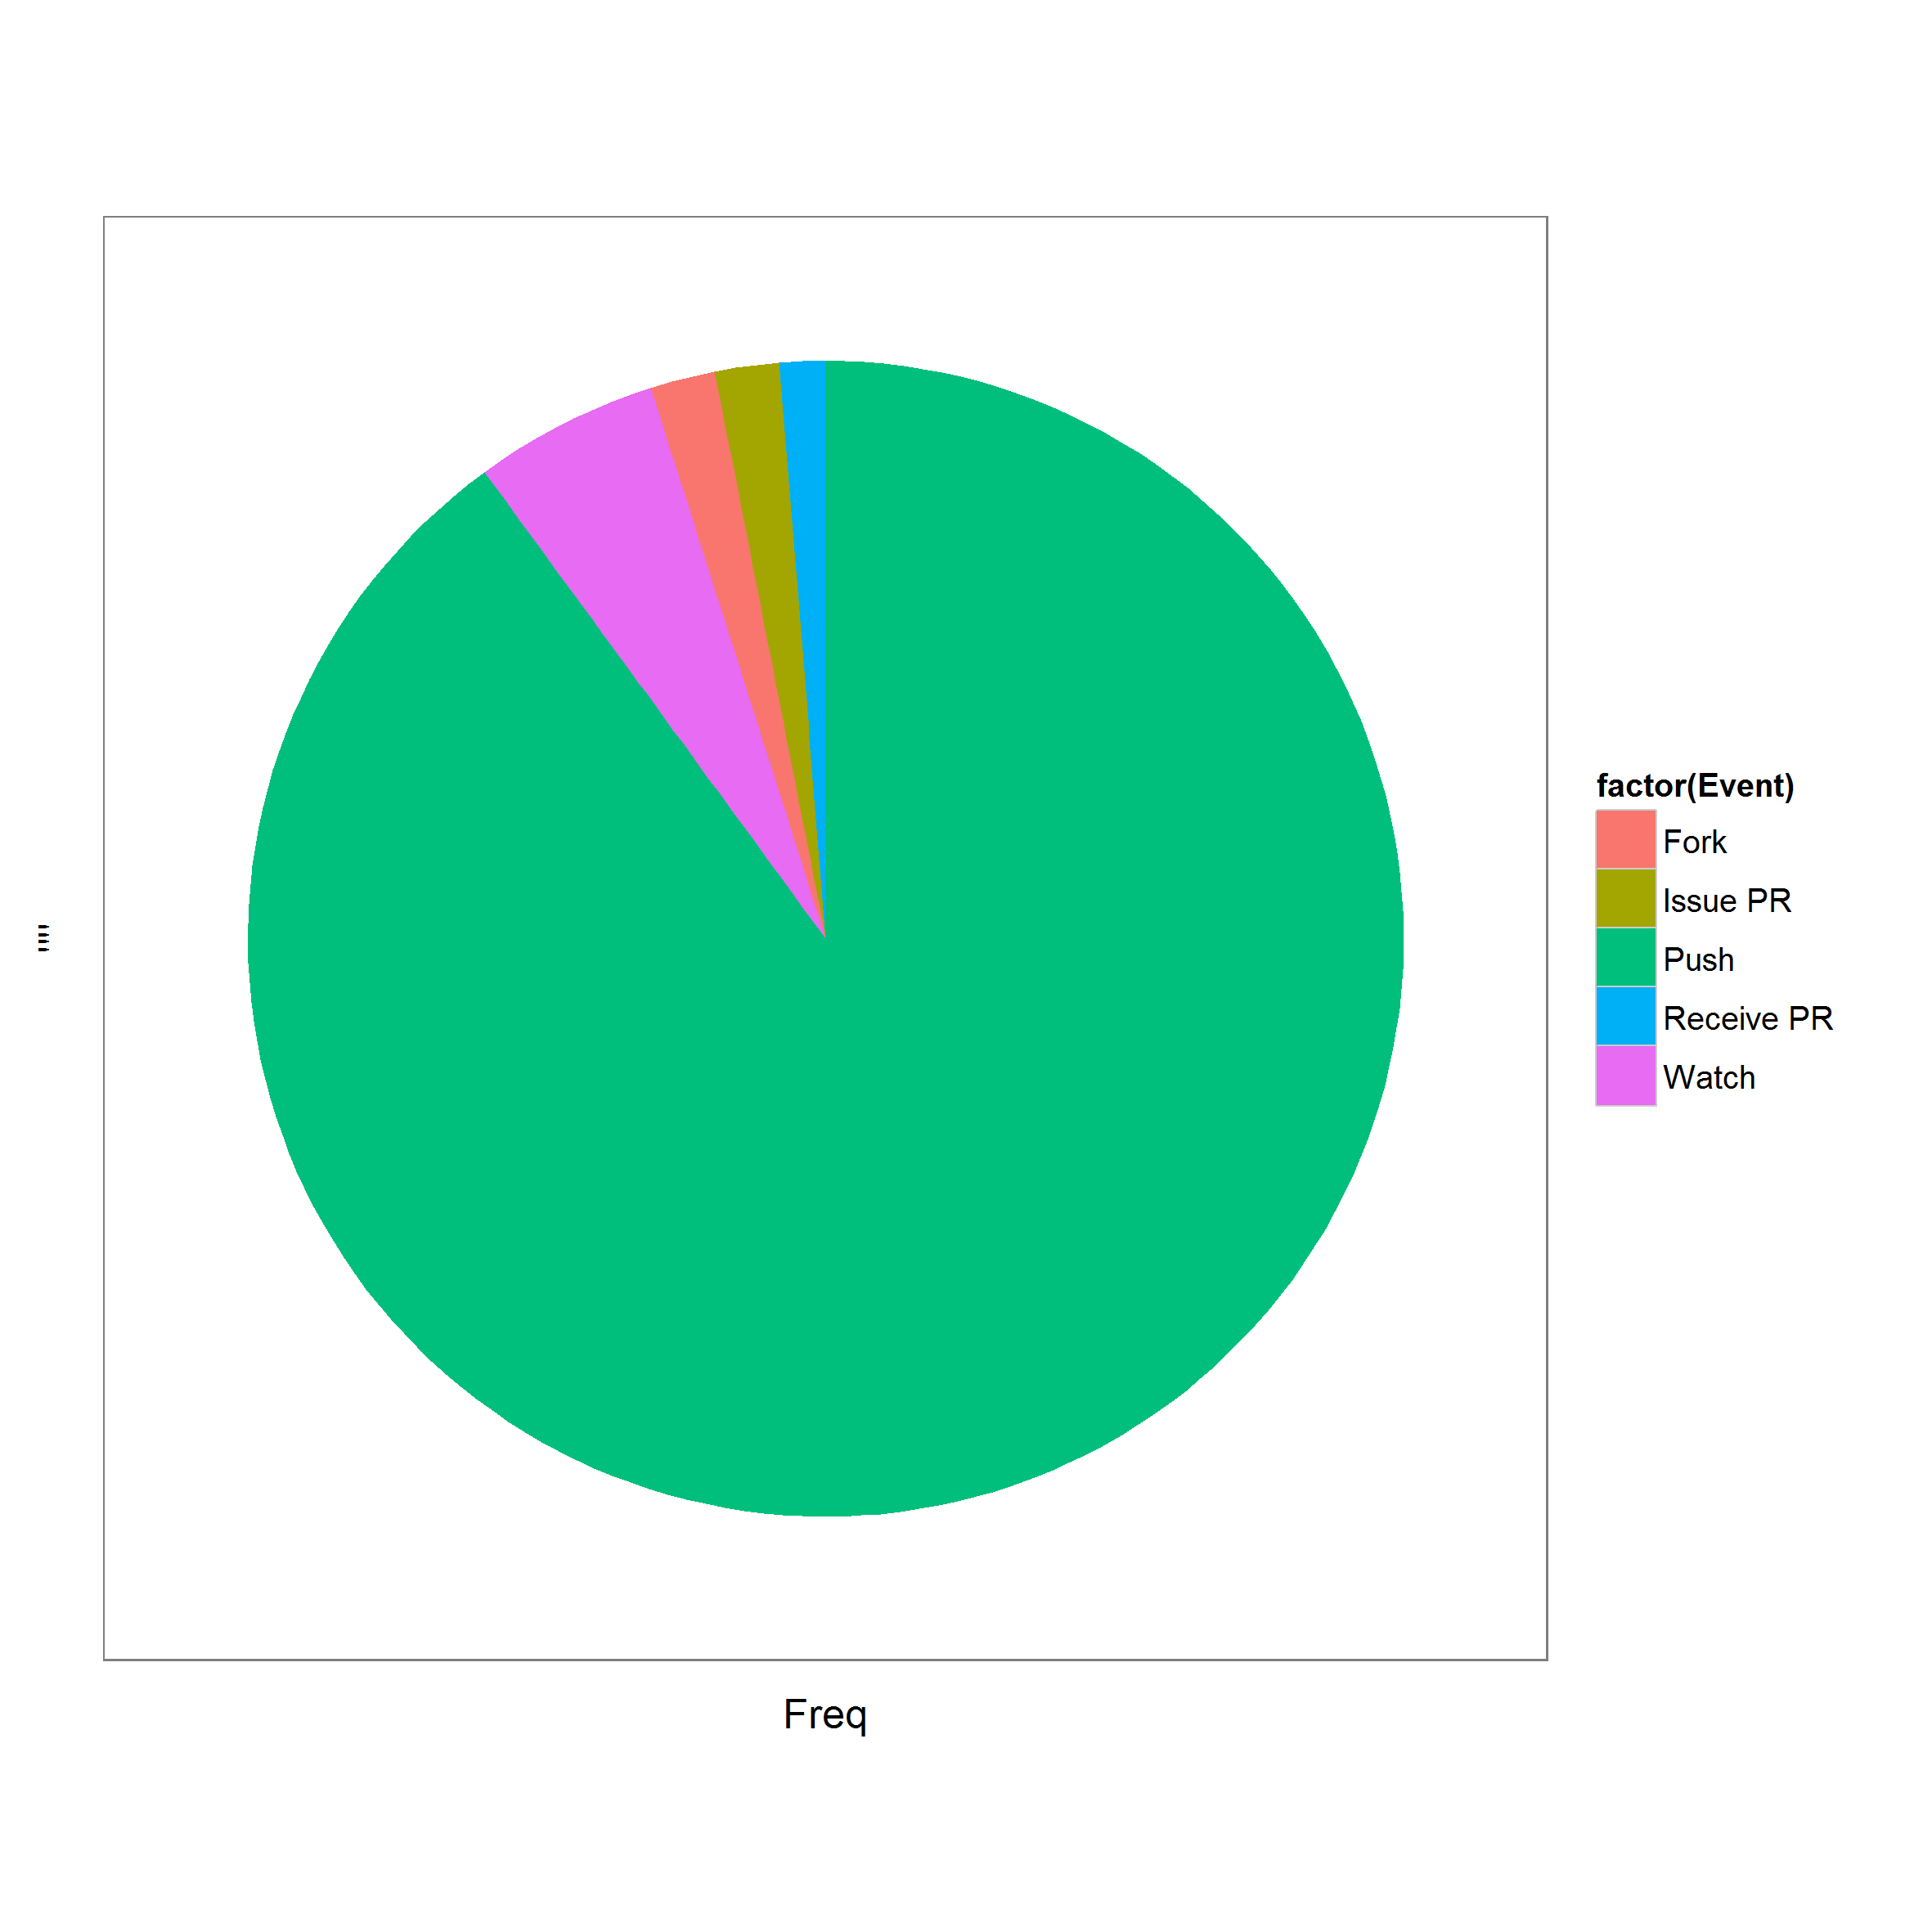 factor(Event)
Fork
Issue PR
Push
Receive PR
Watch
Freq